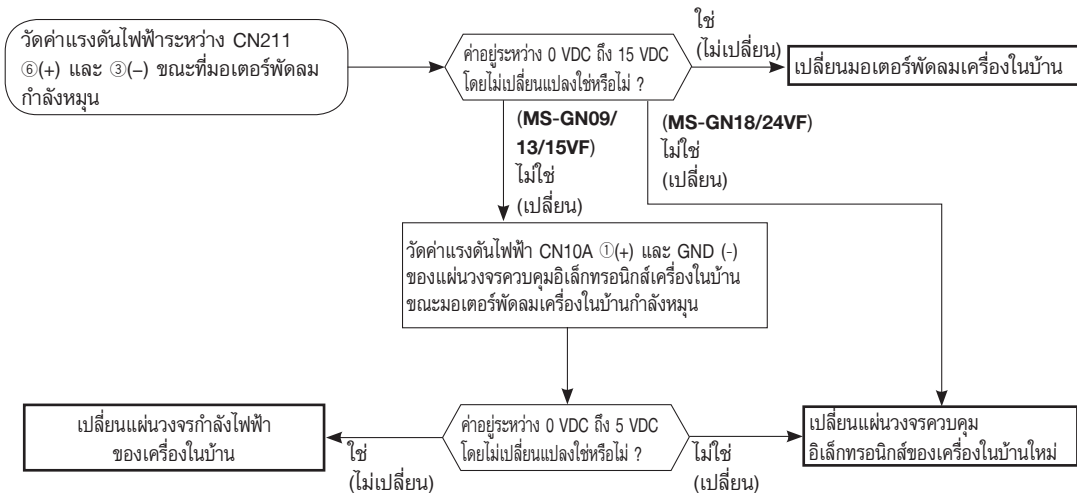 วัดค่าแรงดันไฟฟ้าระหว่าง CN211
⑥(+) และ ③(–) ขณะที่มอเตอร์พัดลม
กำลังหมุน
ค่าอยู่ระหว่าง 0 VDC ถึง 15 VDC
โดยไม่เปลี่ยนแปลงใช่หรือไม่ ?
ใช่
(ไม่เปลี่ยน)
เปลี่ยนมอเตอร์พัดลมเครื่องในบ้าน
(MS-GN09/
13/15VF)
ไม่ใช่
(เปลี่ยน)
(MS-GN18/24VF)
ไม่ใช่
(เปลี่ยน)
วัดค่าแรงดันไฟฟ้า CN10A ①(+) และ GND (-)
ของแผ่นวงจรควบคุมอิเล็กทรอนิกส์เครื่องในบ้าน
ขณะมอเตอร์พัดลมเครื่องในบ้านกำลังหมุน
เปลี่ยนแผ่นวงจรกำลังไฟฟ้า
ของเครื่องในบ้าน
ใช่
(ไม่เปลี่ยน)
ค่าอยู่ระหว่าง 0 VDC ถึง 5 VDC
โดยไม่เปลี่ยนแปลงใช่หรือไม่ ?
ไม่ใช่
(เปลี่ยน)
เปลี่ยนแผ่นวงจรควบคุม
อิเล็กทรอนิกส์ของเครื่องในบ้านใหม่